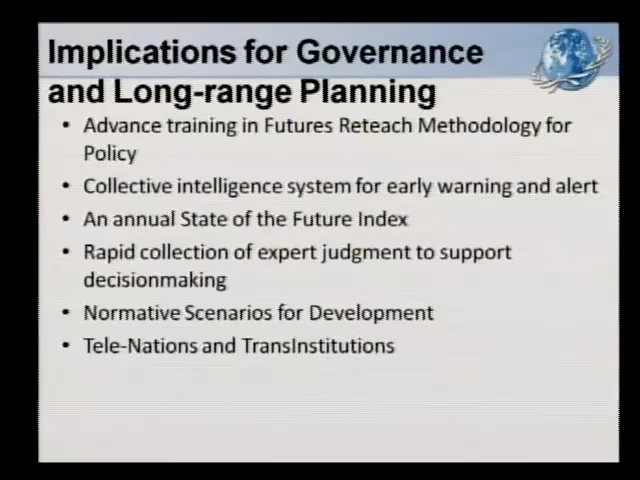 Implications for Governance
and Long-range Planning
• Advance training in Futures Reteach Methodology for
Policy
• Collective intelligence system for early warning and alert
• An annual State of the Future Index
• Rapid collection of expert judgment to support
decisionmaking
• Normative Scenarios for Development
• Tele-Nations and TransInstitutions